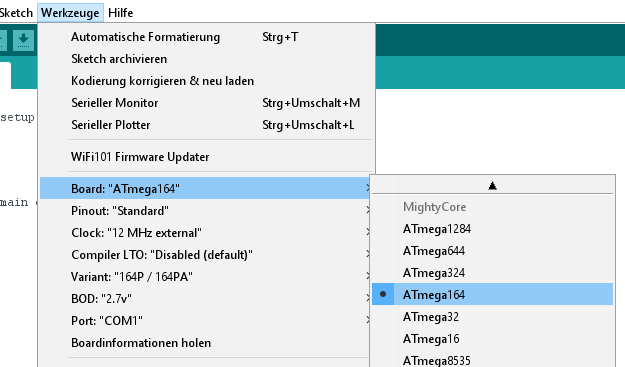 Sketch Werkzeuge Hilfe
Automatische Formatierung Strg+T
Sketch archivieren
Kodierung korrigieren & neu laden
Serieller Monitor Strg+Umschalt+M
setup
Serieller Plotter Strg+Umschalt+L
WiFi101 Firmware Updater
Board: "ATmega164"
main
Pinout: "Standard"
Clock: "12 MHz external"
Compiler LTO: "Disabled (default)"
Variant: "164P / 164PA"
BOD: "2.7v"
Port: "COM1"
Boardinformationen holen
MightyCore
ATmega1284
ATmega644
ATmega324
ATmega164
ATmega32
ATmega16
ATmega8535